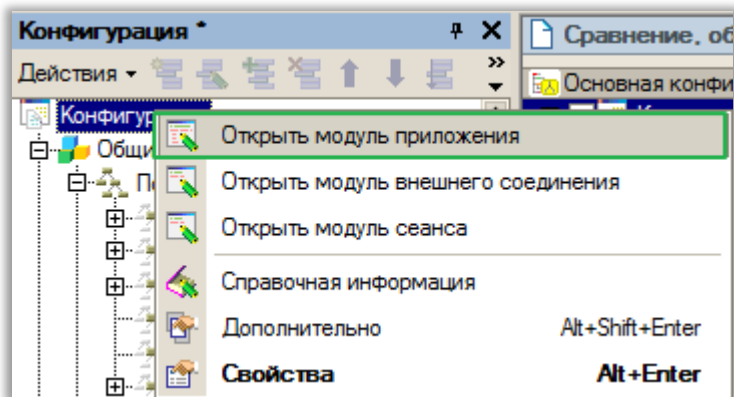 Конфигурация *
Сравнение, об
Действия
Основная конфи
Конфигур
Открыть модуль приложения
Общи
Открыть модуль внешнего соединения
Открыть модуль сеанса
Справочная информация
Дополнительно Alt+Shift+Enter
Свойства Alt+Enter